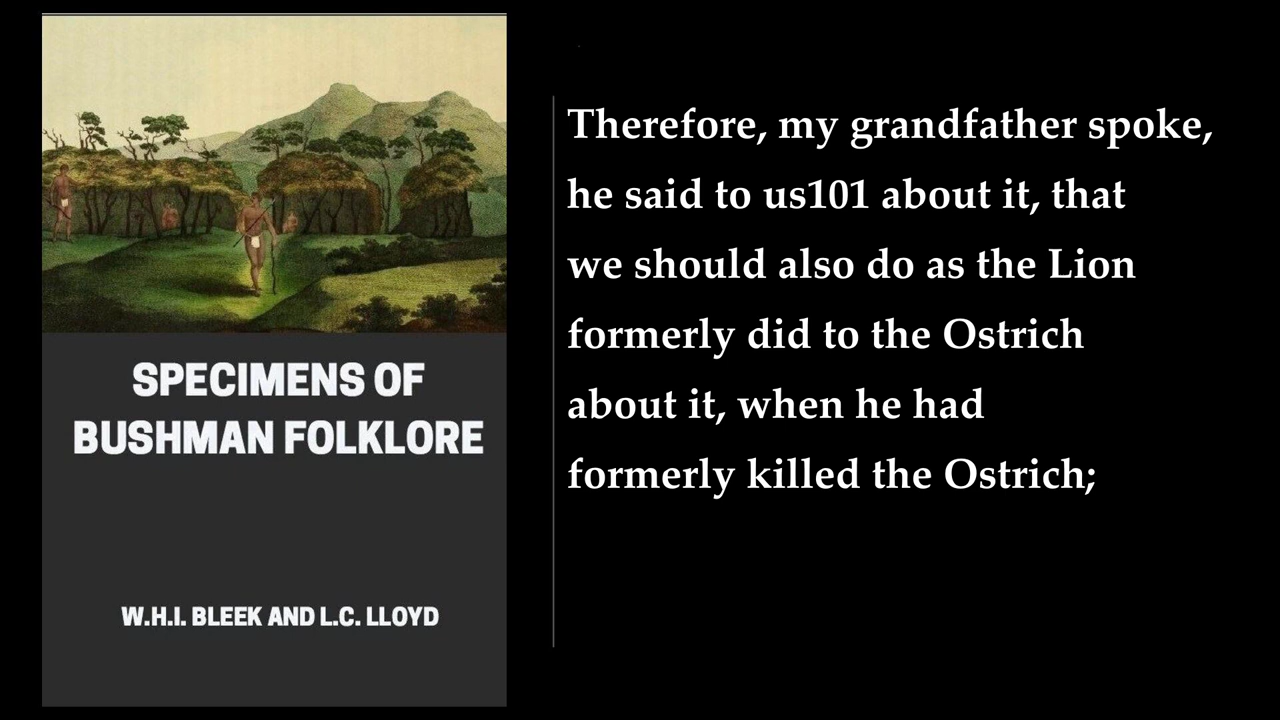 SPECIMENS OF
BUSHMAN FOLKLORE
W.H.I. BLEEK AND L.C. LLOYD
Therefore, my grandfather spoke,
he said to us101 about it, that
we should also do as the Lion
formerly did to the Ostrich
about it, when he had
formerly killed the Ostrich;